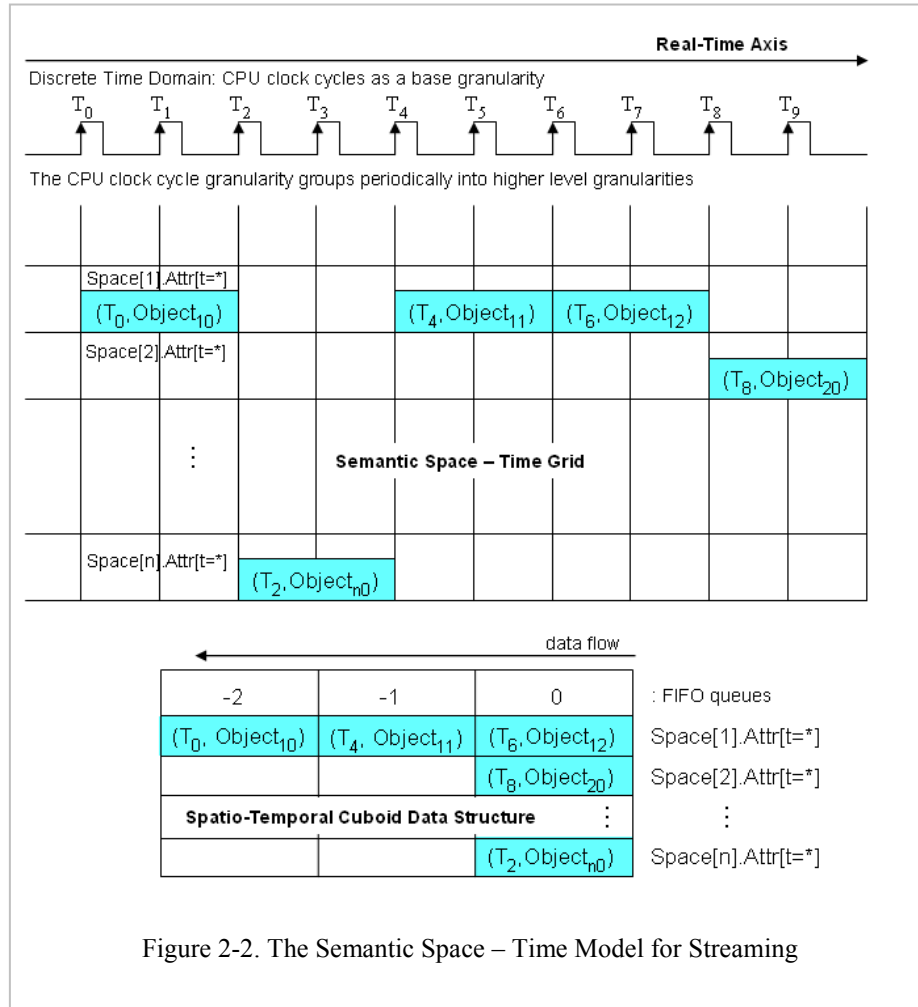 Real-Time Axis
Discrete Time Domain: CPU clock cycles as a base granularity
T0 T1 T2 T3 T4 T5 T6 T7 T8 T9
The CPU clock cycle granularity groups periodically into higher level granularities
Space[1].Attr[t=*]
(T0,Object10) (T4,Object11) (T6,Object12)
Space[2].Attr[t=*]
(T8,Object20)
⋮ Semantic Space – Time Grid
Space[n].Attr[t=*]
(T2,Objectn0)
data flow
-2 -1 0 : FIFO queues
(T0, Object10) (T4, Object11) (T6,Object12) Space[1].Attr[t=*]
(T8,Object20) Space[2].Attr[t=*]
Spatio-Temporal Cuboid Data Structure ⋮ ⋮
(T2,Objectn0) Space[n].Attr[t=*]
Figure 2-2. The Semantic Space – Time Model for Streaming